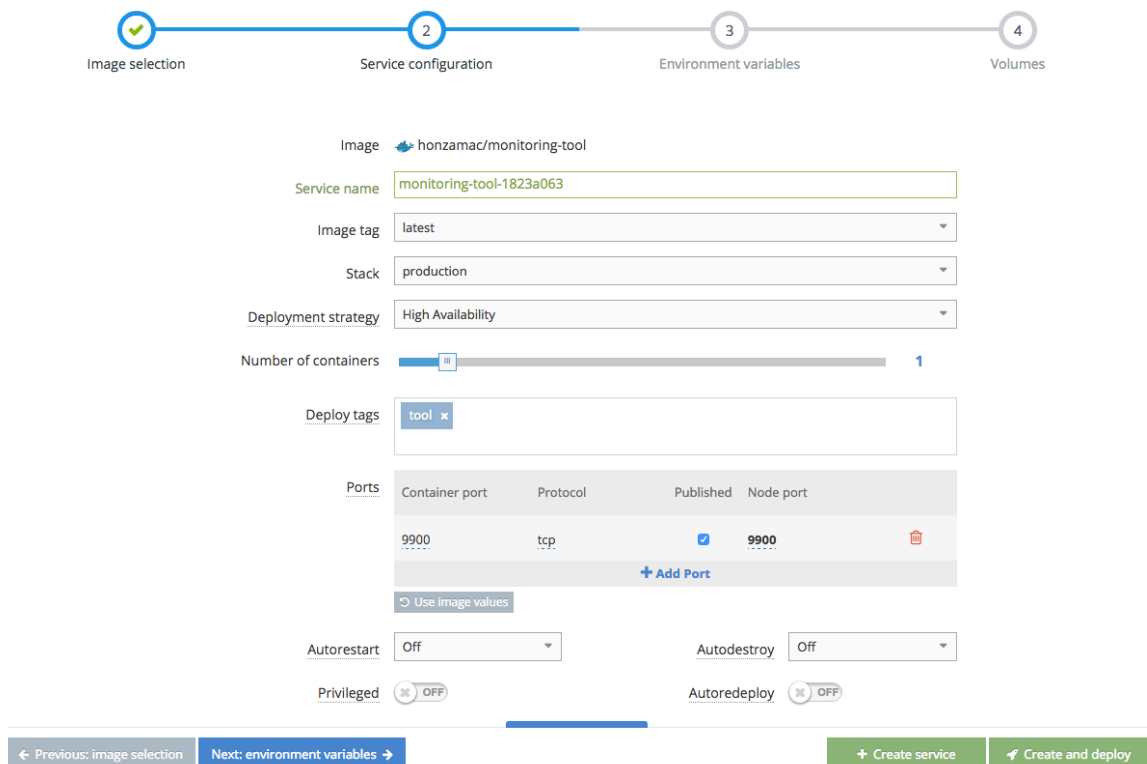 2 3 4
Image selection Service configuration Environment variables Volumes
Image honzamac/monitoring-tool
Service name monitoring-tool-1823a063
Image tag latest
Stack production
Deployment strategy High Availability
Number of containers 1
Deploy tags tool ×
Ports Container port Protocol Published Node port
9900 tcp 9900
+ Add Port
Use image values
Autorestart Off Autodestroy Off
Privileged OFF Autoredeploy OFF
← Previous: image selection Next: environment variables → + Create service Create and deploy